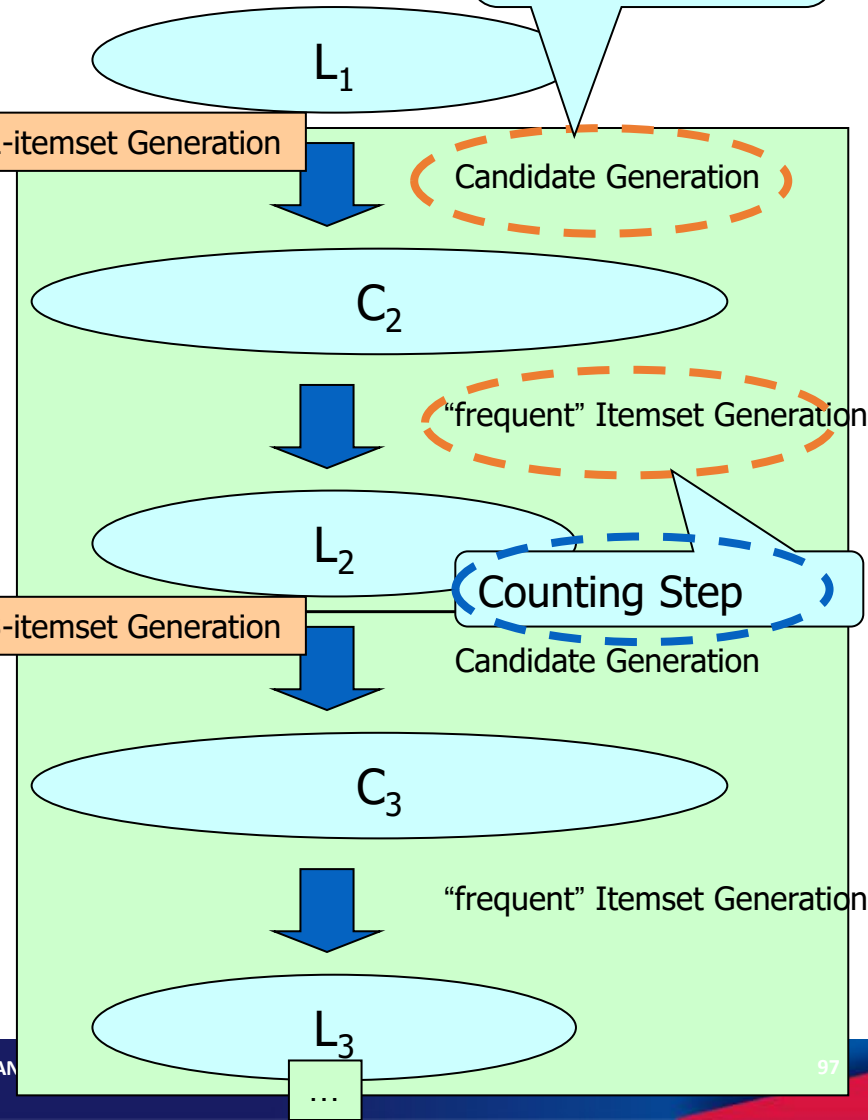 L₁
-itemset Generation
Candidate Generation
C₂
“frequent” Itemset Generation
L₂
Counting Step
-itemset Generation
Candidate Generation
C₃
“frequent” Itemset Generation
L₃
97
...